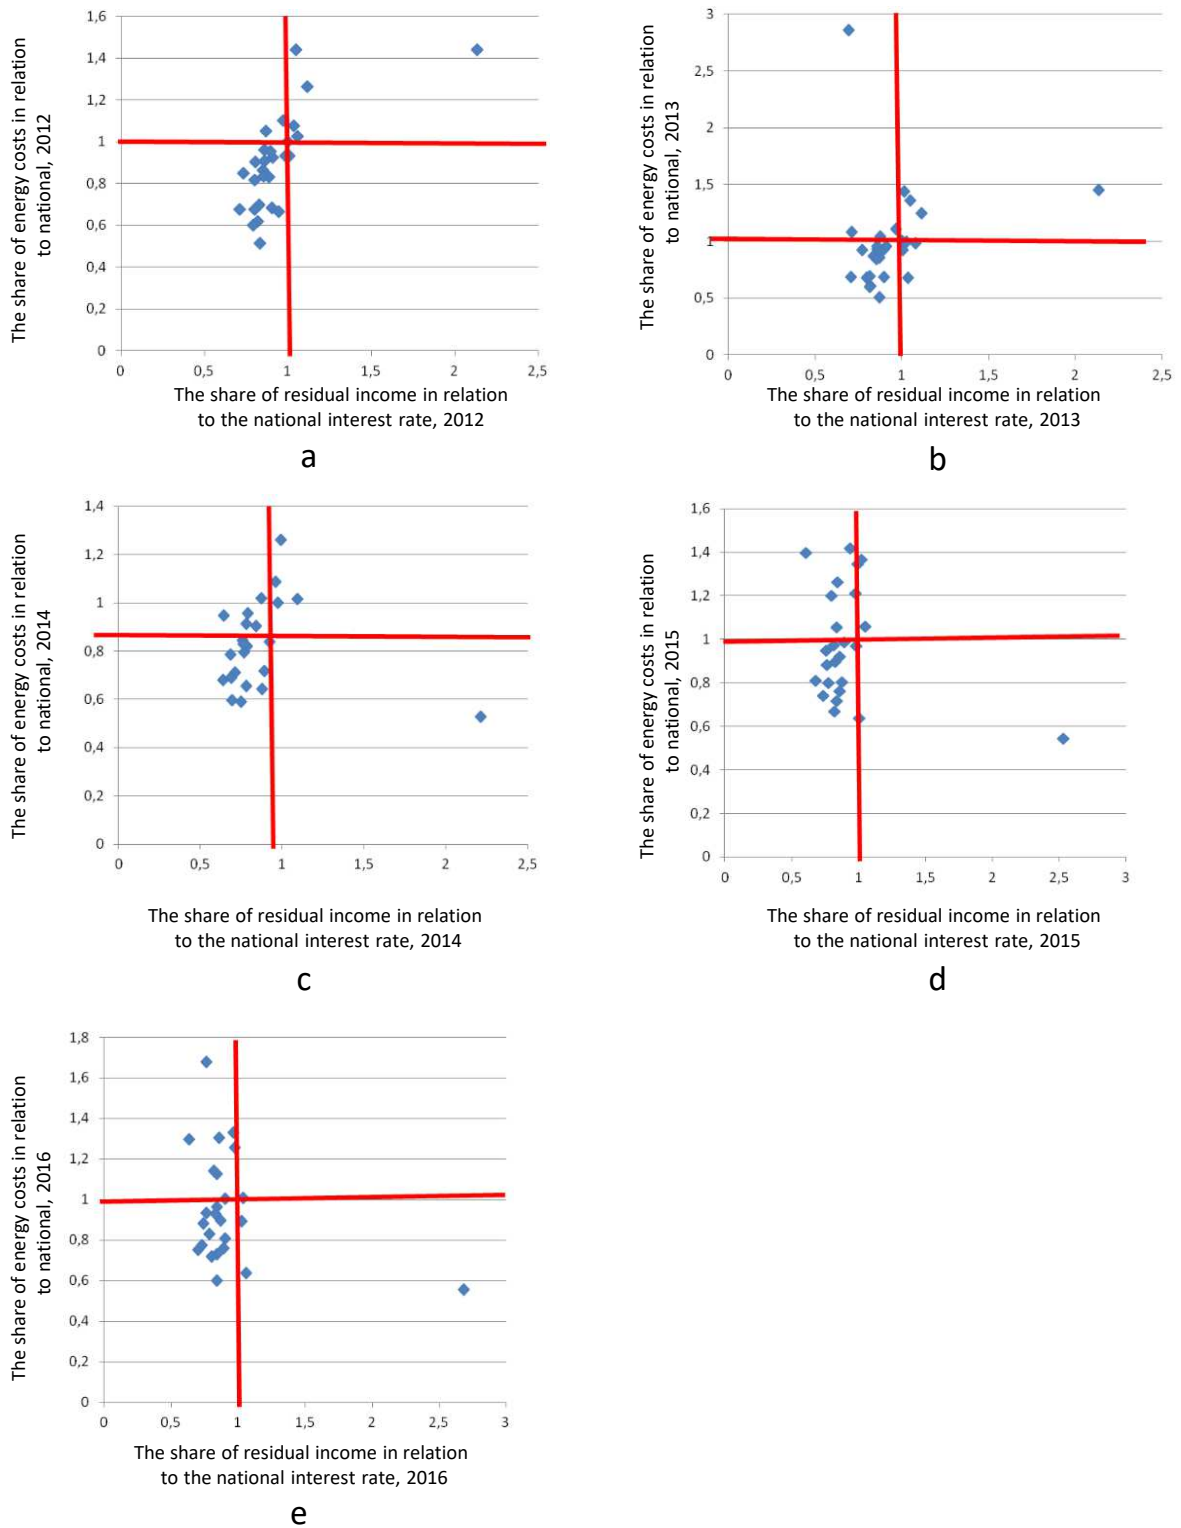 1,6
1,4
1,2
1
0,8
0,6
0,4
0,2
0
0 0,5 1 1,5 2 2,5
The share of energy costs in relation
to national, 2012
The share of residual income in relation
to the national interest rate, 2012
a
3
2,5
2
1,5
1
0,5
0
0 0,5 1 1,5 2 2,5
The share of energy costs in relation
to national, 2013
The share of residual income in relation
to the national interest rate, 2013
b
1,4
1,2
1
0,8
0,6
0,4
0,2
0
0 0,5 1 1,5 2 2,5
The share of energy costs in relation
to national, 2014
The share of residual income in relation
to the national interest rate, 2014
c
1,6
1,4
1,2
1
0,8
0,6
0,4
0,2
0
0 0,5 1 1,5 2 2,5 3
The share of energy costs in relation
to national, 2015
The share of residual income in relation
to the national interest rate, 2015
d
1,8
1,6
1,4
1,2
1
0,8
0,6
0,4
0,2
0
0 0,5 1 1,5 2 2,5 3
The share of energy costs in relation
to national, 2016
The share of residual income in relation
to the national interest rate, 2016
e